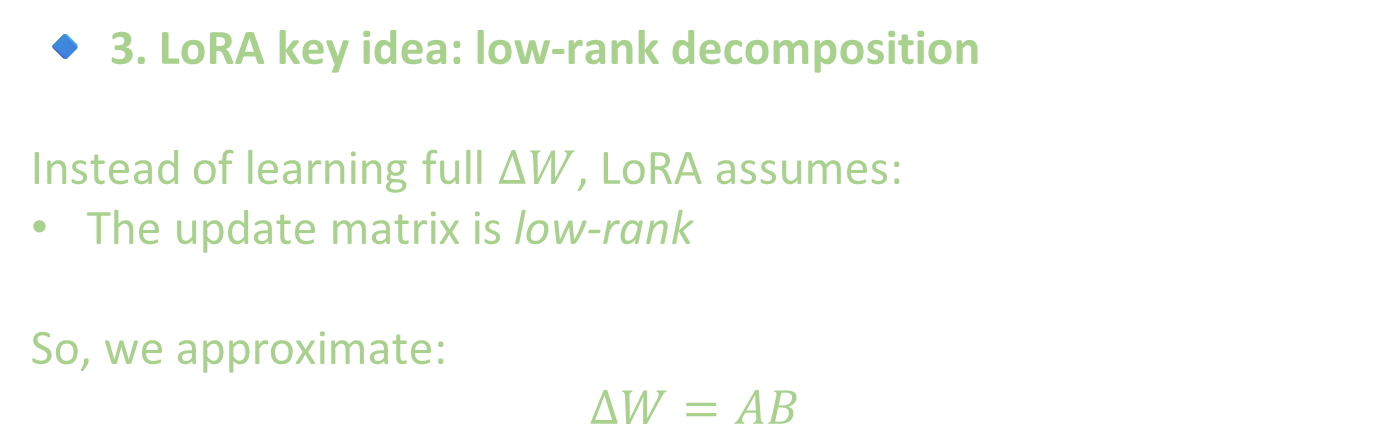 🔹 3. LoRA key idea: low-rank decomposition
Instead of learning full Δ𝑊, LoRA assumes:
• The update matrix is low-rank
So, we approximate:
Δ𝑊 = 𝐴𝐵